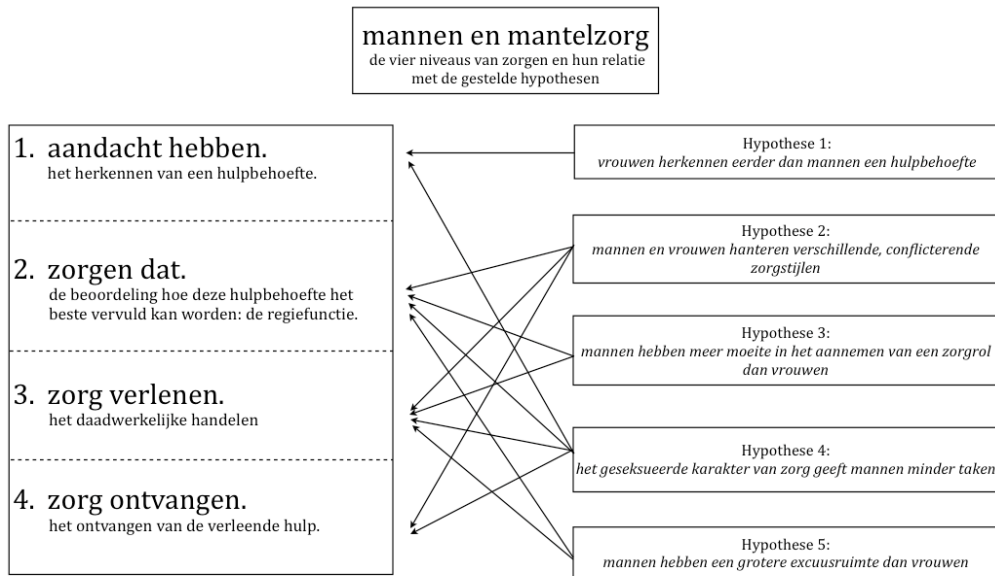 mannen en mantelzorg
de vier niveaus van zorgen en hun relatie
met de gestelde hypothesen
1. aandacht hebben.
het herkennen van een hulpbehoefte.
2. zorgen dat.
de beoordeling hoe deze hulpbehoefte het
beste vervuld kan worden: de regiefunctie.
3. zorg verlenen.
het daadwerkelijke handelen
4. zorg ontvangen.
het ontvangen van de verleende hulp.
Hypothese 1:
vrouwen herkennen eerder dan mannen een hulpbehoefte
Hypothese 2:
mannen en vrouwen hanteren verschillende, conflicterende
zorgstijlen
Hypothese 3:
mannen hebben meer moeite in het aannemen van een zorgrol
dan vrouwen
Hypothese 4:
het geseksueerde karakter van zorg geeft mannen minder taken
Hypothese 5:
mannen hebben een grotere excuusruimte dan vrouwen